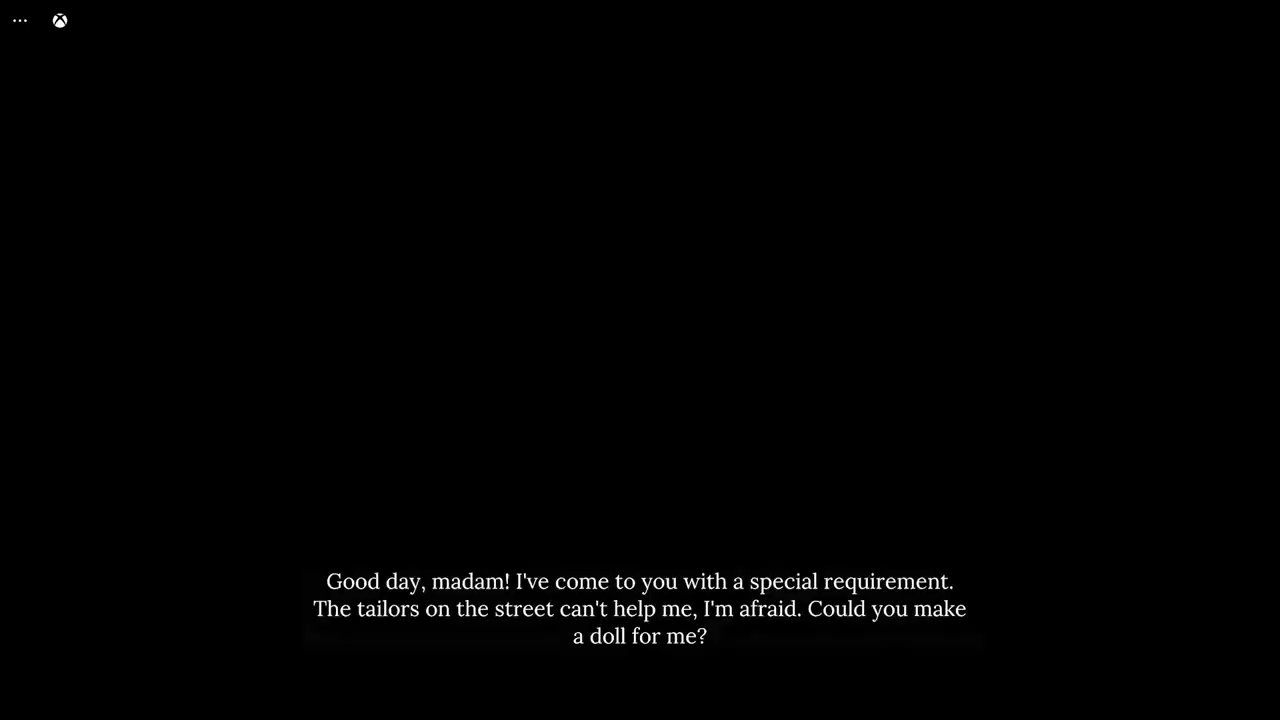 Good day, madam! I've come to you with a special requirement.
The tailors on the street can't help me, I'm afraid. Could you make
a doll for me?